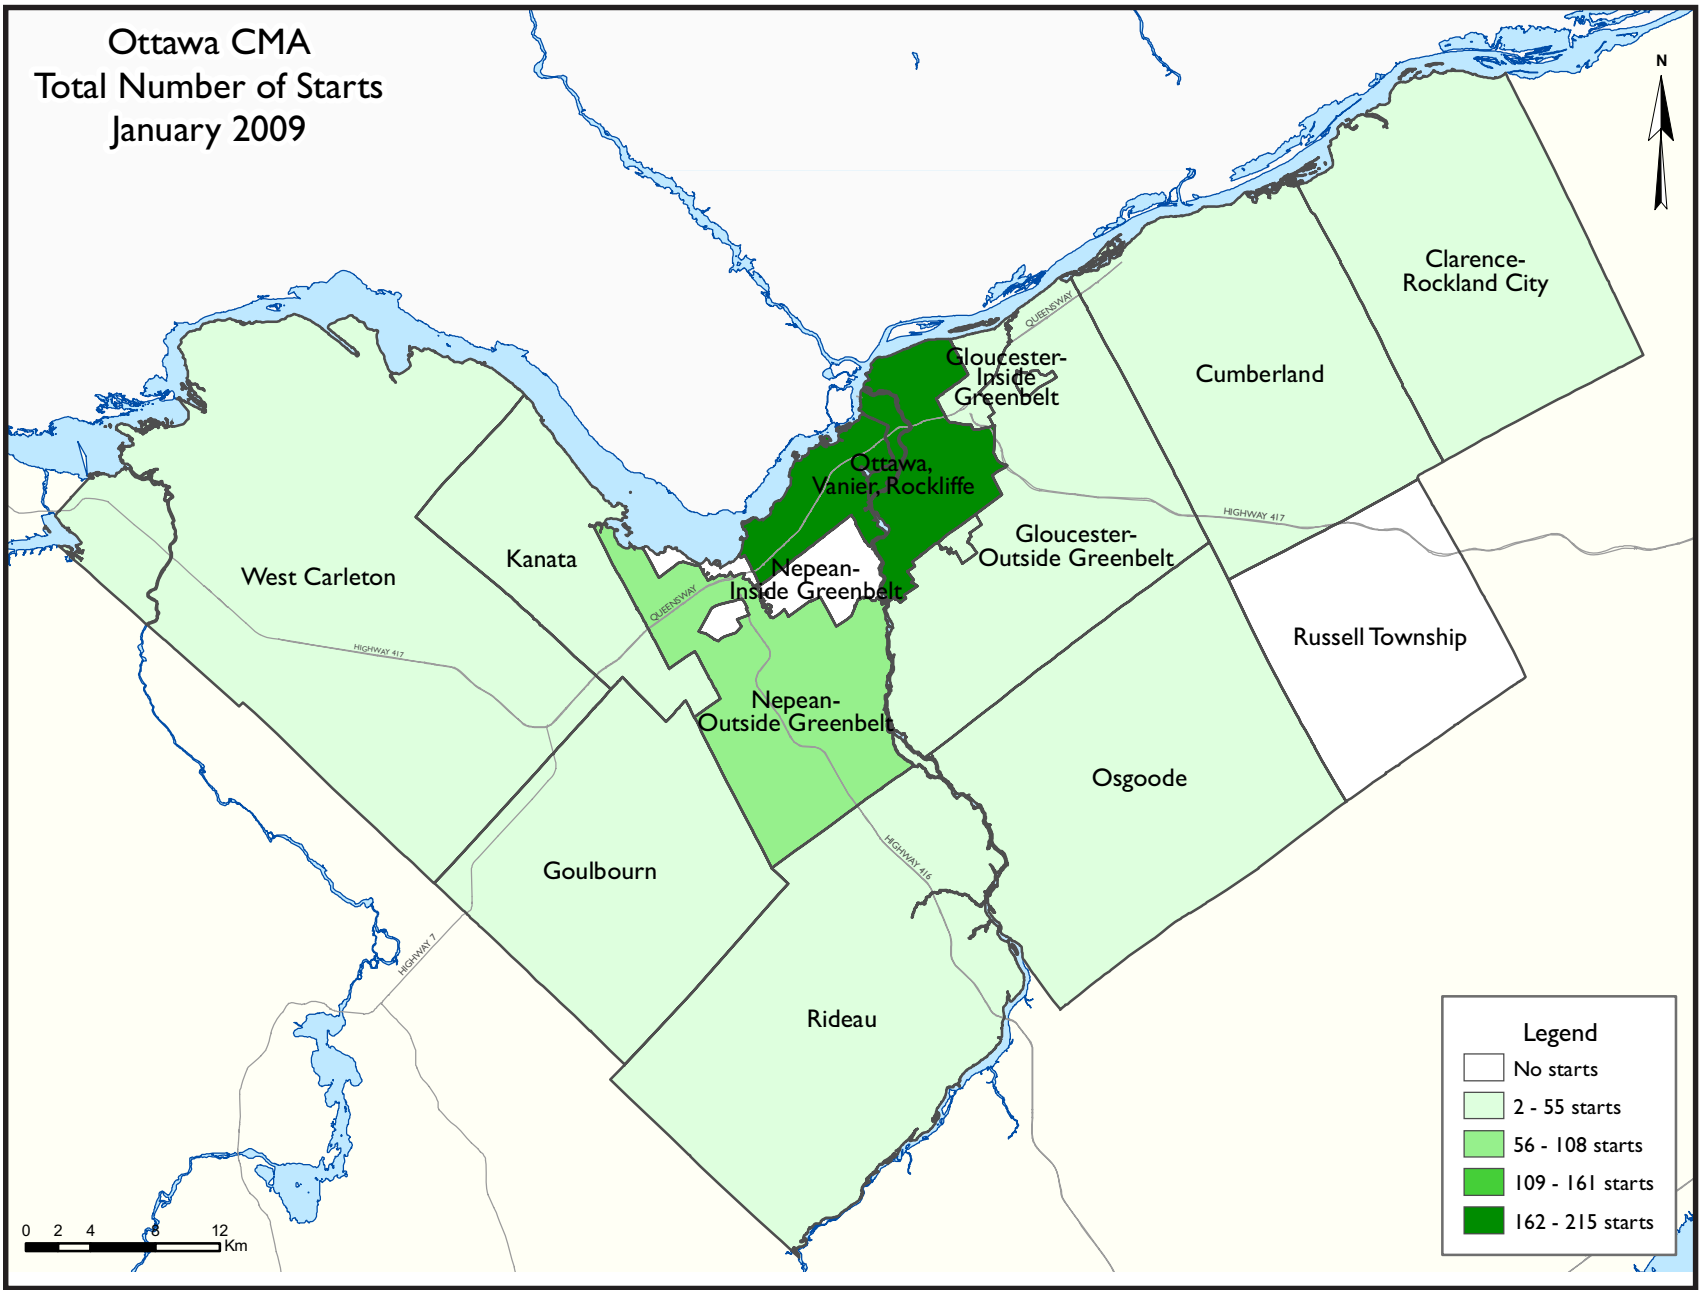 Ottawa CMA
Total Number of Starts
January 2009
N
Clarence-
Rockland City
QUEENSWAY
Gloucester-
Inside
Greenbelt
Cumberland
Ottawa,
Vanier, Rockliffe
HIGHWAY 417
Gloucester-
Outside Greenbelt
Kanata
West Carleton
Nepean-
Inside Greenbelt
QUEENSWAY
Russell Township
HIGHWAY 417
Nepean-
Outside Greenbelt
Osgoode
Goulbourn
HIGHWAY 416
HIGHWAY 7
Rideau
Legend
No starts
2 - 55 starts
56 - 108 starts
109 - 161 starts
162 - 215 starts
0 2 4 8 12
Km